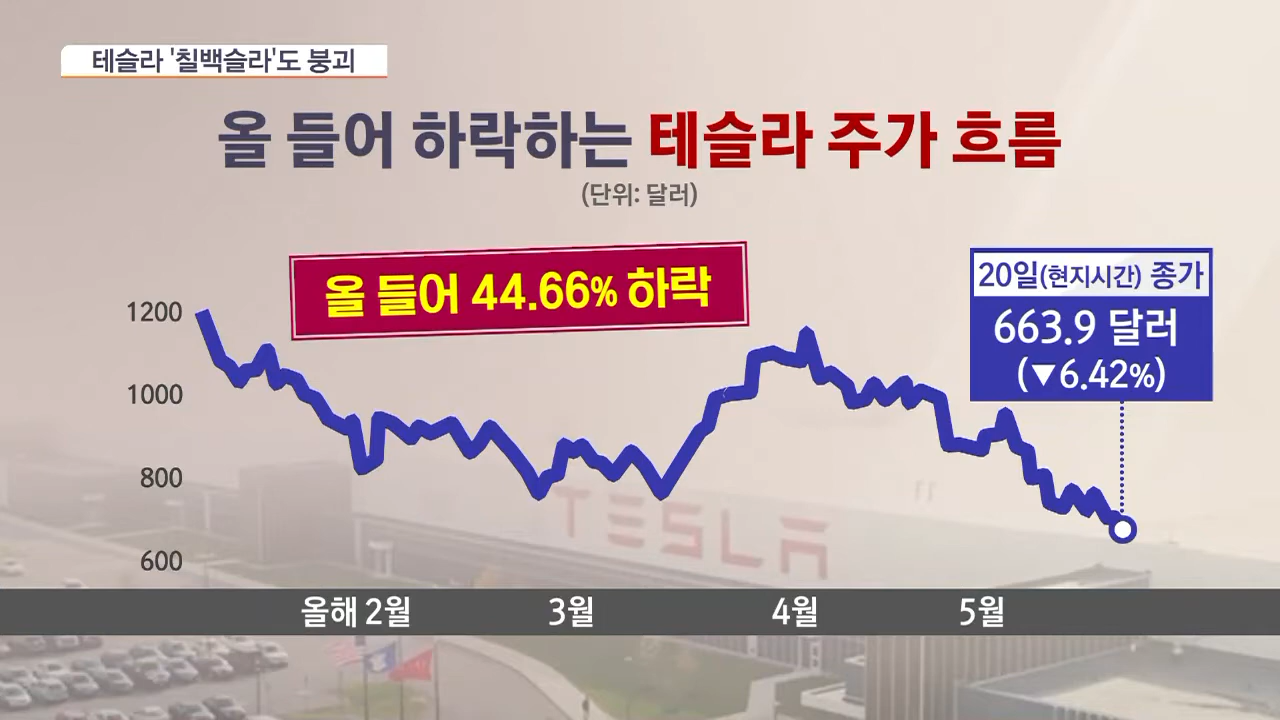 테슬라 '칠백슬라'도 붕괴
올 들어 하락하는 테슬라 주가 흐름
(단위: 달러)
올 들어 44.66% 하락
20일(현지시간) 종가
663.9 달러
(▼6.42%)
1200
1000
800
600
TESLA
올해 2월 3월 4월 5월